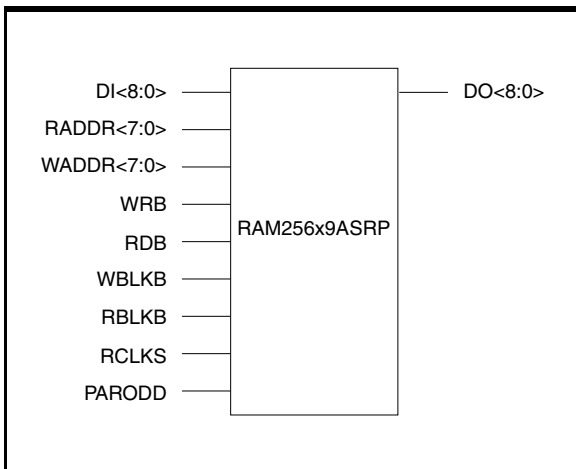 DI<8:0>
DO<8:0>
RADDR<7:0>
WADDR<7:0>
WRB
RAM256x9ASRP
RDB
WBLKB
RBLKB
RCLKS
PARODD